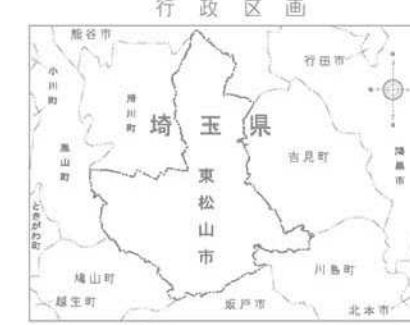 行政区画
熊谷市
行田市
小川町
滑川町
埼玉県
嵐山町
吉見町
鴻巣市
東松山市
ときがわ町
鳩山町
川島町
越生町
坂戸市
北本市